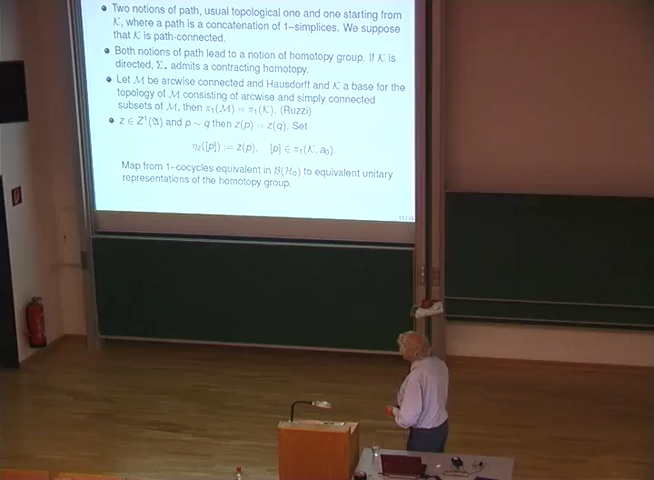 • Two notions of path, usual topological one and one starting from
K, where a path is a concatenation of 1–simplices. We suppose
that K is path-connected.
• Both notions of path lead to a notion of homotopy group. If K is
directed, Σ* admits a contracting homotopy.
• Let M be arcwise connected and Hausdorff and K a base for the
topology of M consisting of arcwise and simply connected
subsets of M, then π₁(M) = π₁(K). (Ruzzi)
• z ∈ Z¹(𝔄) and p ∼ q then z(p) = z(q). Set
([p]) := z(p), [p] ∈ π₁(K, a₀).
Map from 1–cocycles equivalent in B(H₀) to equivalent unitary
representations of the homotopy group.